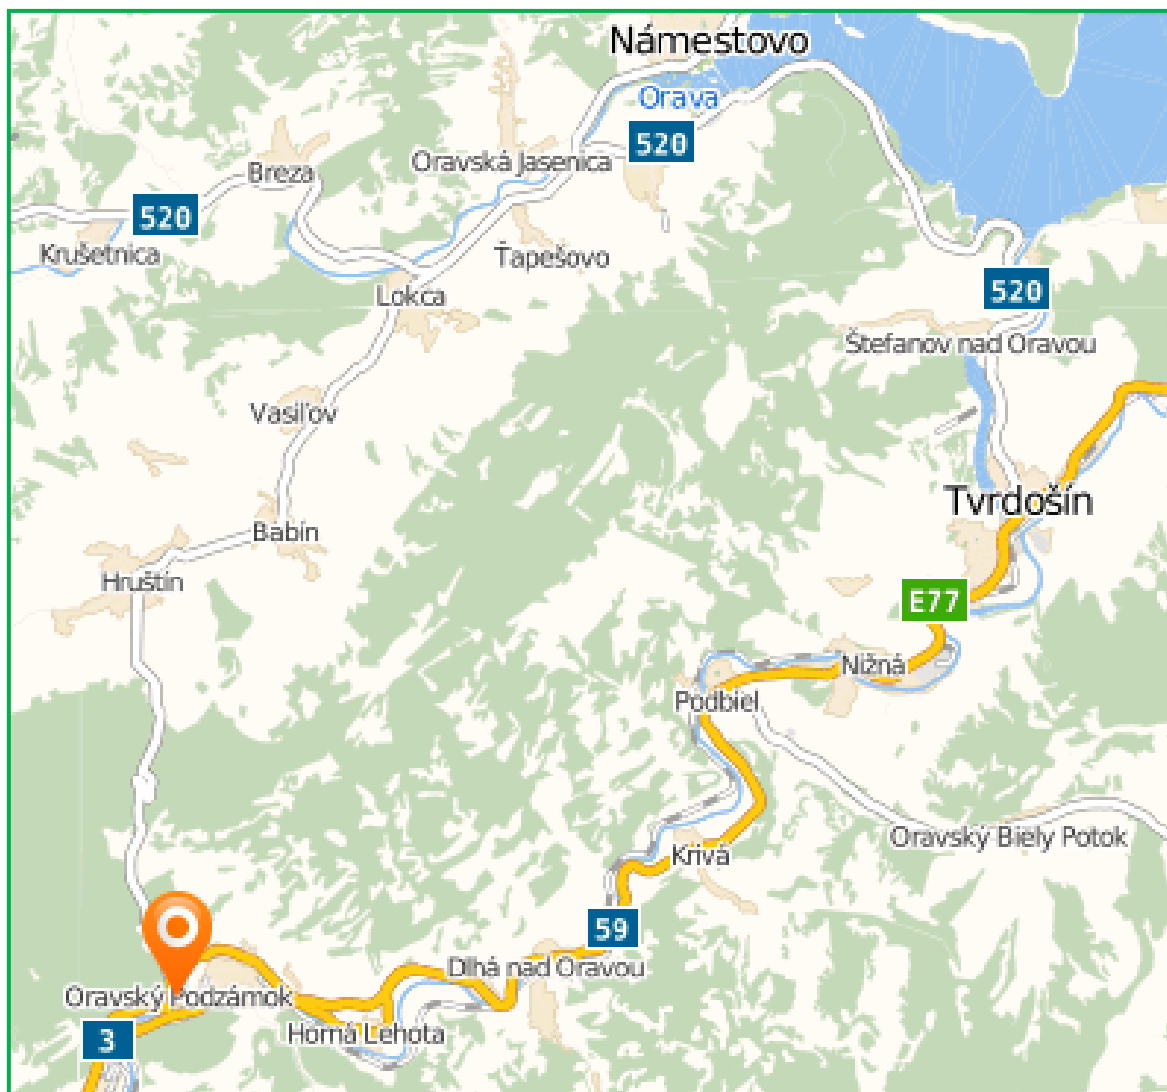 Námestovo
Orava
520
Oravská Jasenica
Breza
520
Krušetnica
Ťapešovo
Lokca
520
Štefanov nad Oravou
Vasiľov
Tvrdošín
Babín
Hruštín
E77
Nižná
Podbiel
Oravský Biely Potok
Krivá
59
Dlhá nad Oravou
Oravský Podzámok
Horná Lehota
3